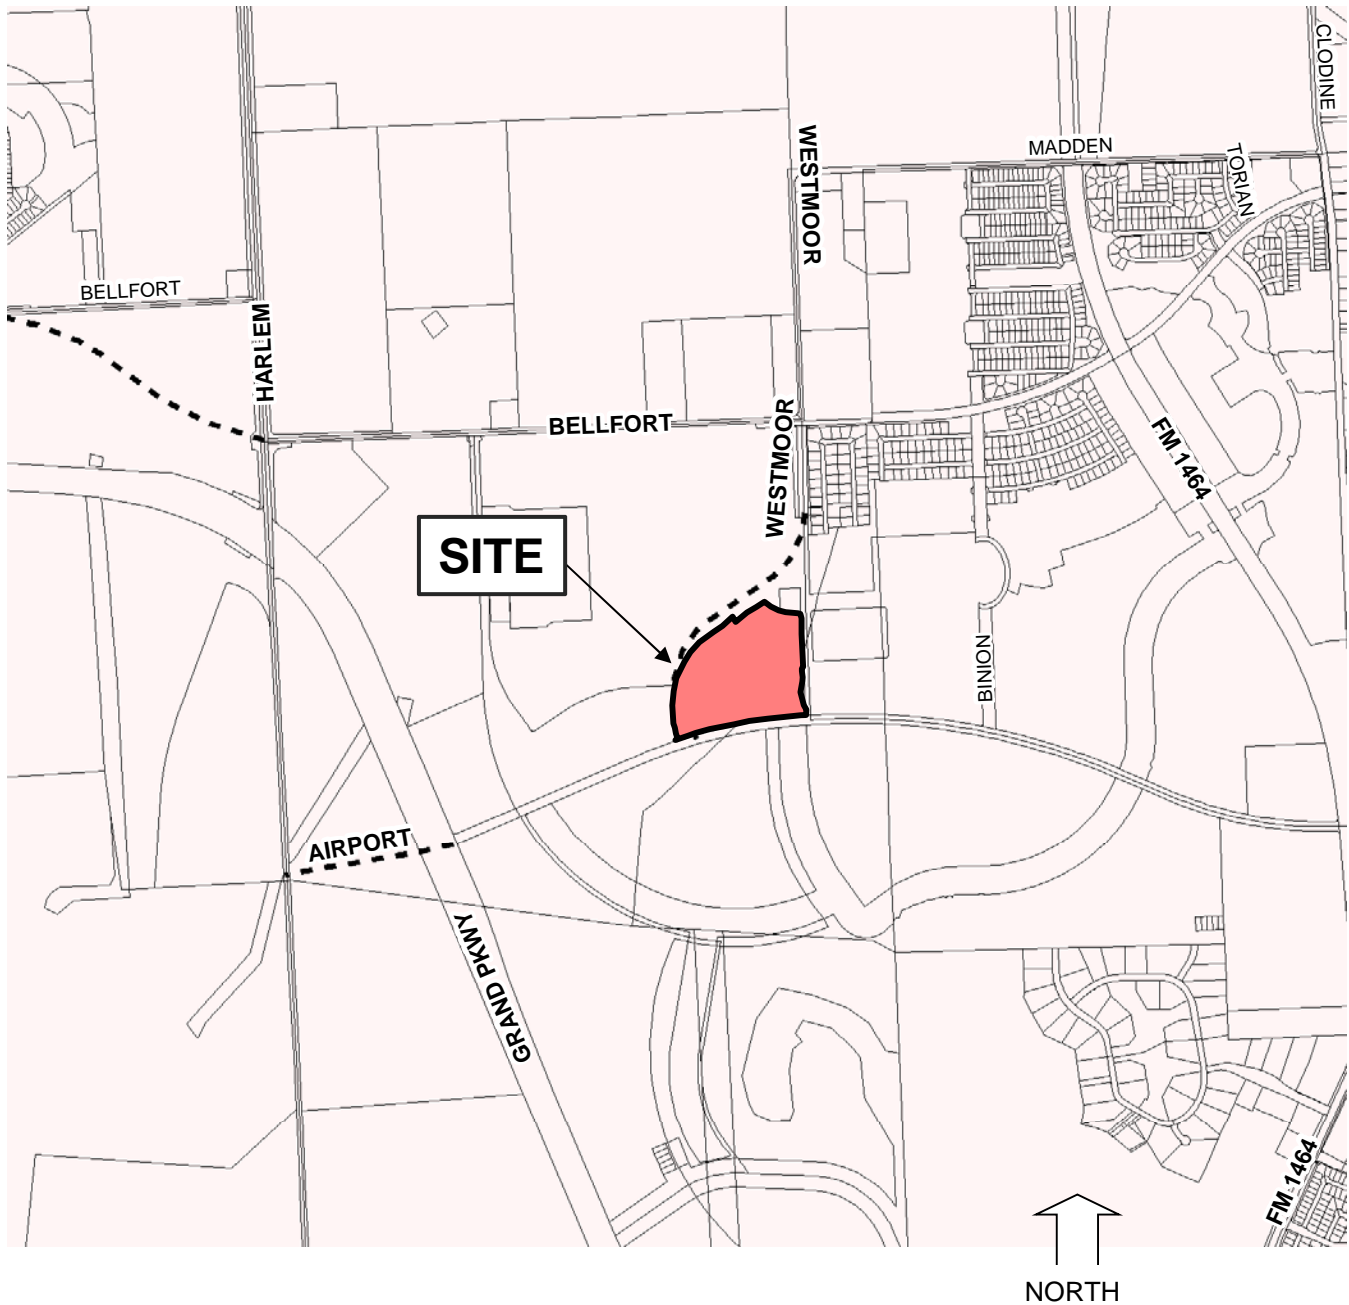 CLODINE
MADDEN
TORIAN
WESTMOOR
BELLFORT
HARLEM
BELLFORT
WESTMOOR
FM 1464
SITE
BINION
AIRPORT
GRAND PKWY
FM 1464
NORTH